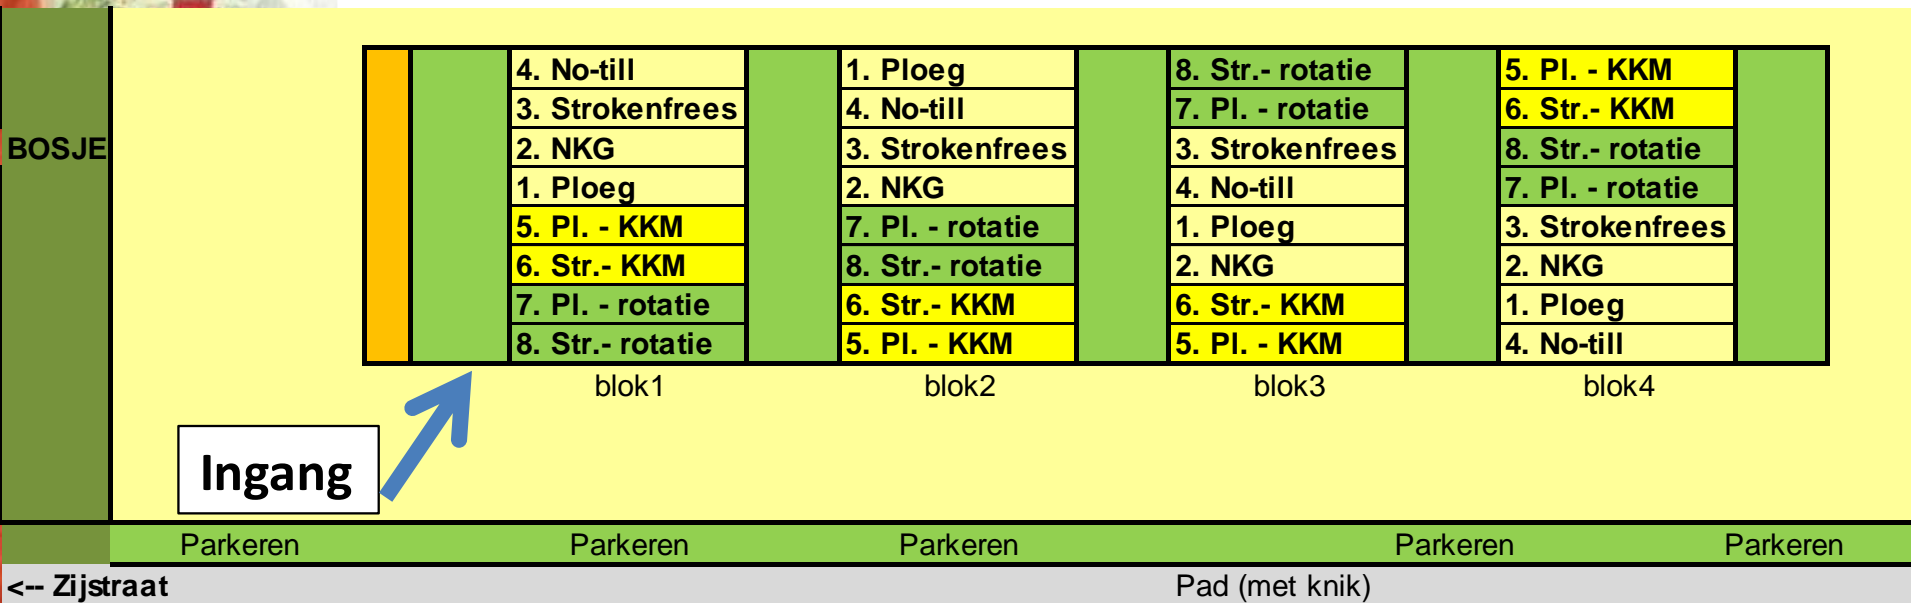 4. No-till 1. Ploeg 8. Str.- rotatie 5. Pl. - KKM
3. Strokenfrees 4. No-till 7. Pl. - rotatie 6. Str.- KKM
BOSJE 2. NKG 3. Strokenfrees 3. Strokenfrees 8. Str.- rotatie
1. Ploeg 2. NKG 4. No-till 7. Pl. - rotatie
5. Pl. - KKM 7. Pl. - rotatie 1. Ploeg 3. Strokenfrees
6. Str.- KKM 8. Str.- rotatie 2. NKG 2. NKG
7. Pl. - rotatie 6. Str.- KKM 6. Str.- KKM 1. Ploeg
8. Str.- rotatie 5. Pl. - KKM 5. Pl. - KKM 4. No-till
blok1 blok2 blok3 blok4
Ingang
Parkeren Parkeren Parkeren Parkeren Parkeren
<-- Zijstraat Pad (met knik)